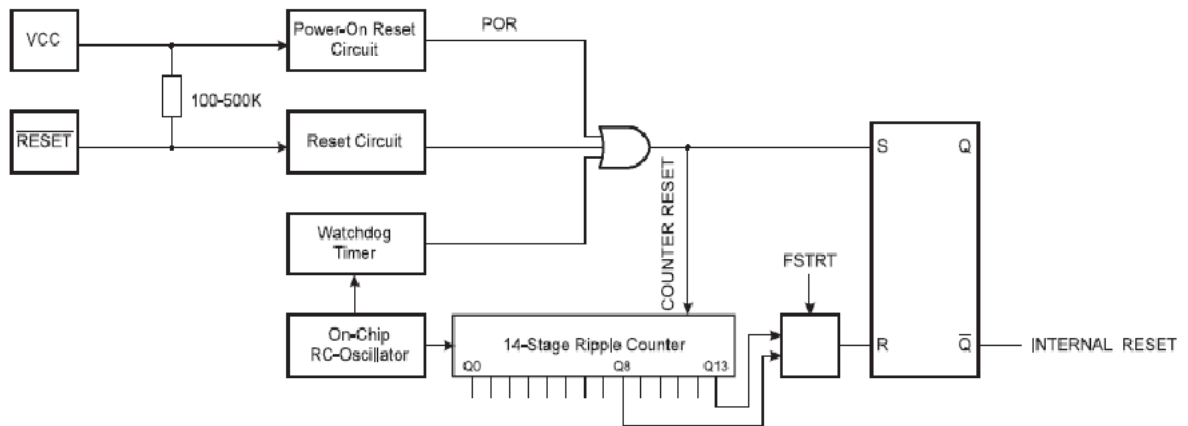 VCC
Power-On Reset
Circuit
POR
100-500K
RESET
Reset Circuit
S
Q
COUNTER RESET
Watchdog
Timer
FSTRT
On-Chip
RC-Oscillator
14-Stage Ripple Counter
Q0
Q8
Q13
R
Q
INTERNAL RESET